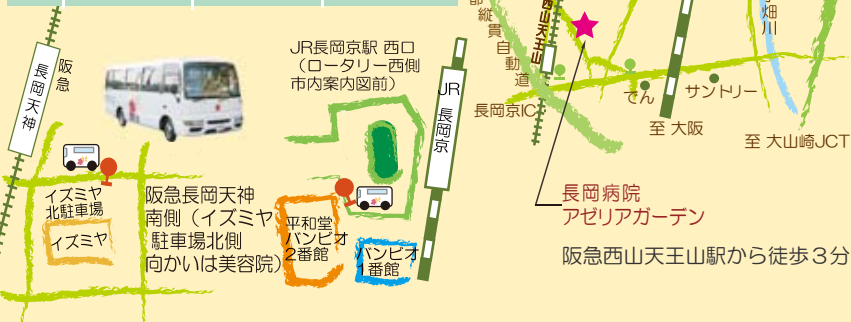 阪急
長岡天神
JR長岡京駅 西口
（ロータリー西側
市内案内図前）
JR 長岡京
イズミヤ
北駐車場
イズミヤ
阪急長岡天神
南側（イズミヤ
駐車場北側
向かいは美容院）
平和堂
バンビオ
2番館
バンビオ
1番館
縦貫自動道
西山天王山
長岡京IC
でん
サントリー
至 大阪
畑川
至 大山崎JCT
長岡病院
アゼリアガーデン
阪急西山天王山駅から徒歩３分